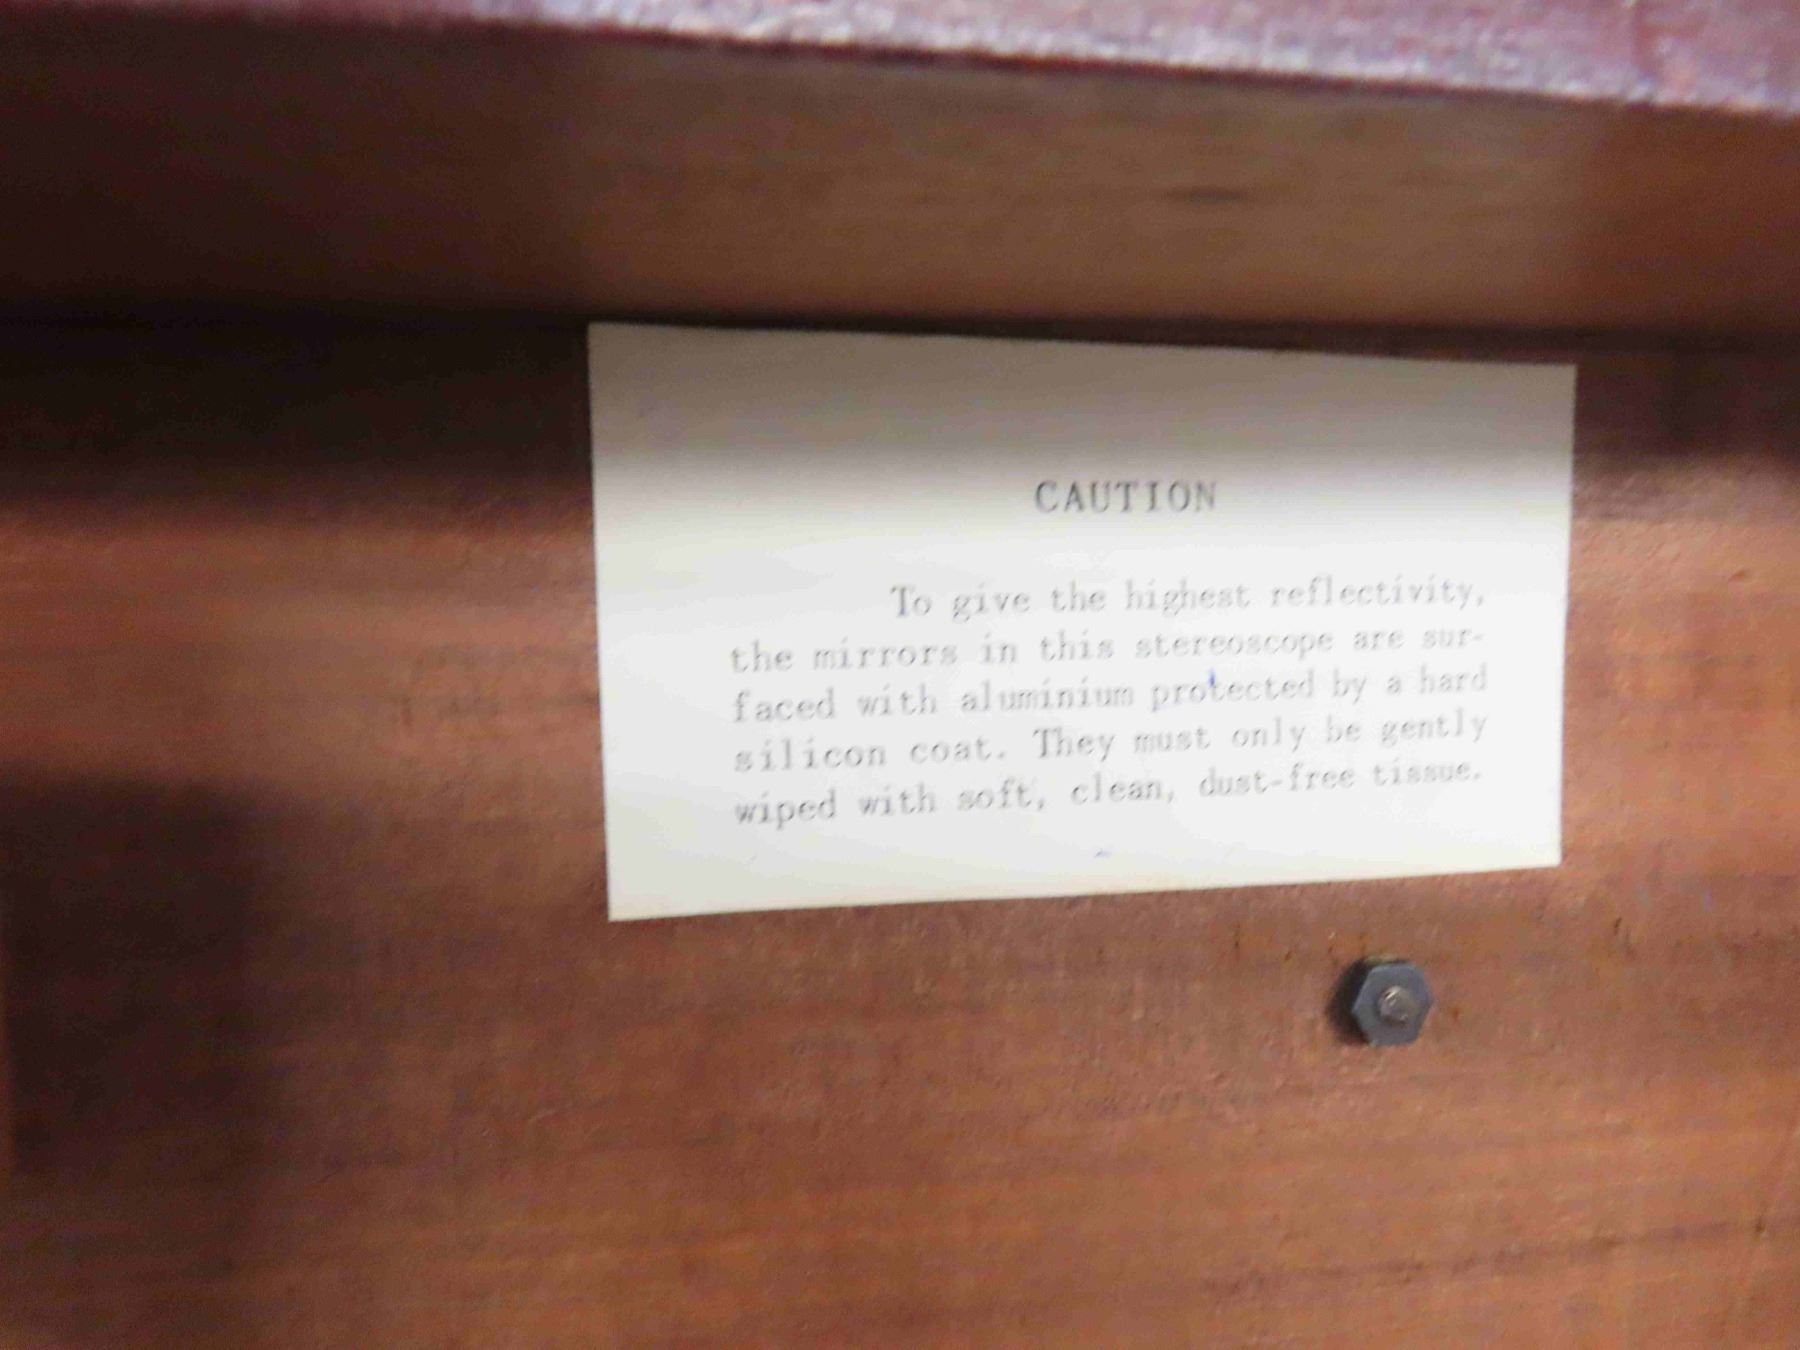 CAUTION
To give the highest reflectivity,
the mirrors in this stereoscope are sur-
faced with aluminium protected by a hard
silicon coat. They must only be gently
wiped with soft, clean, dust-free tissue.